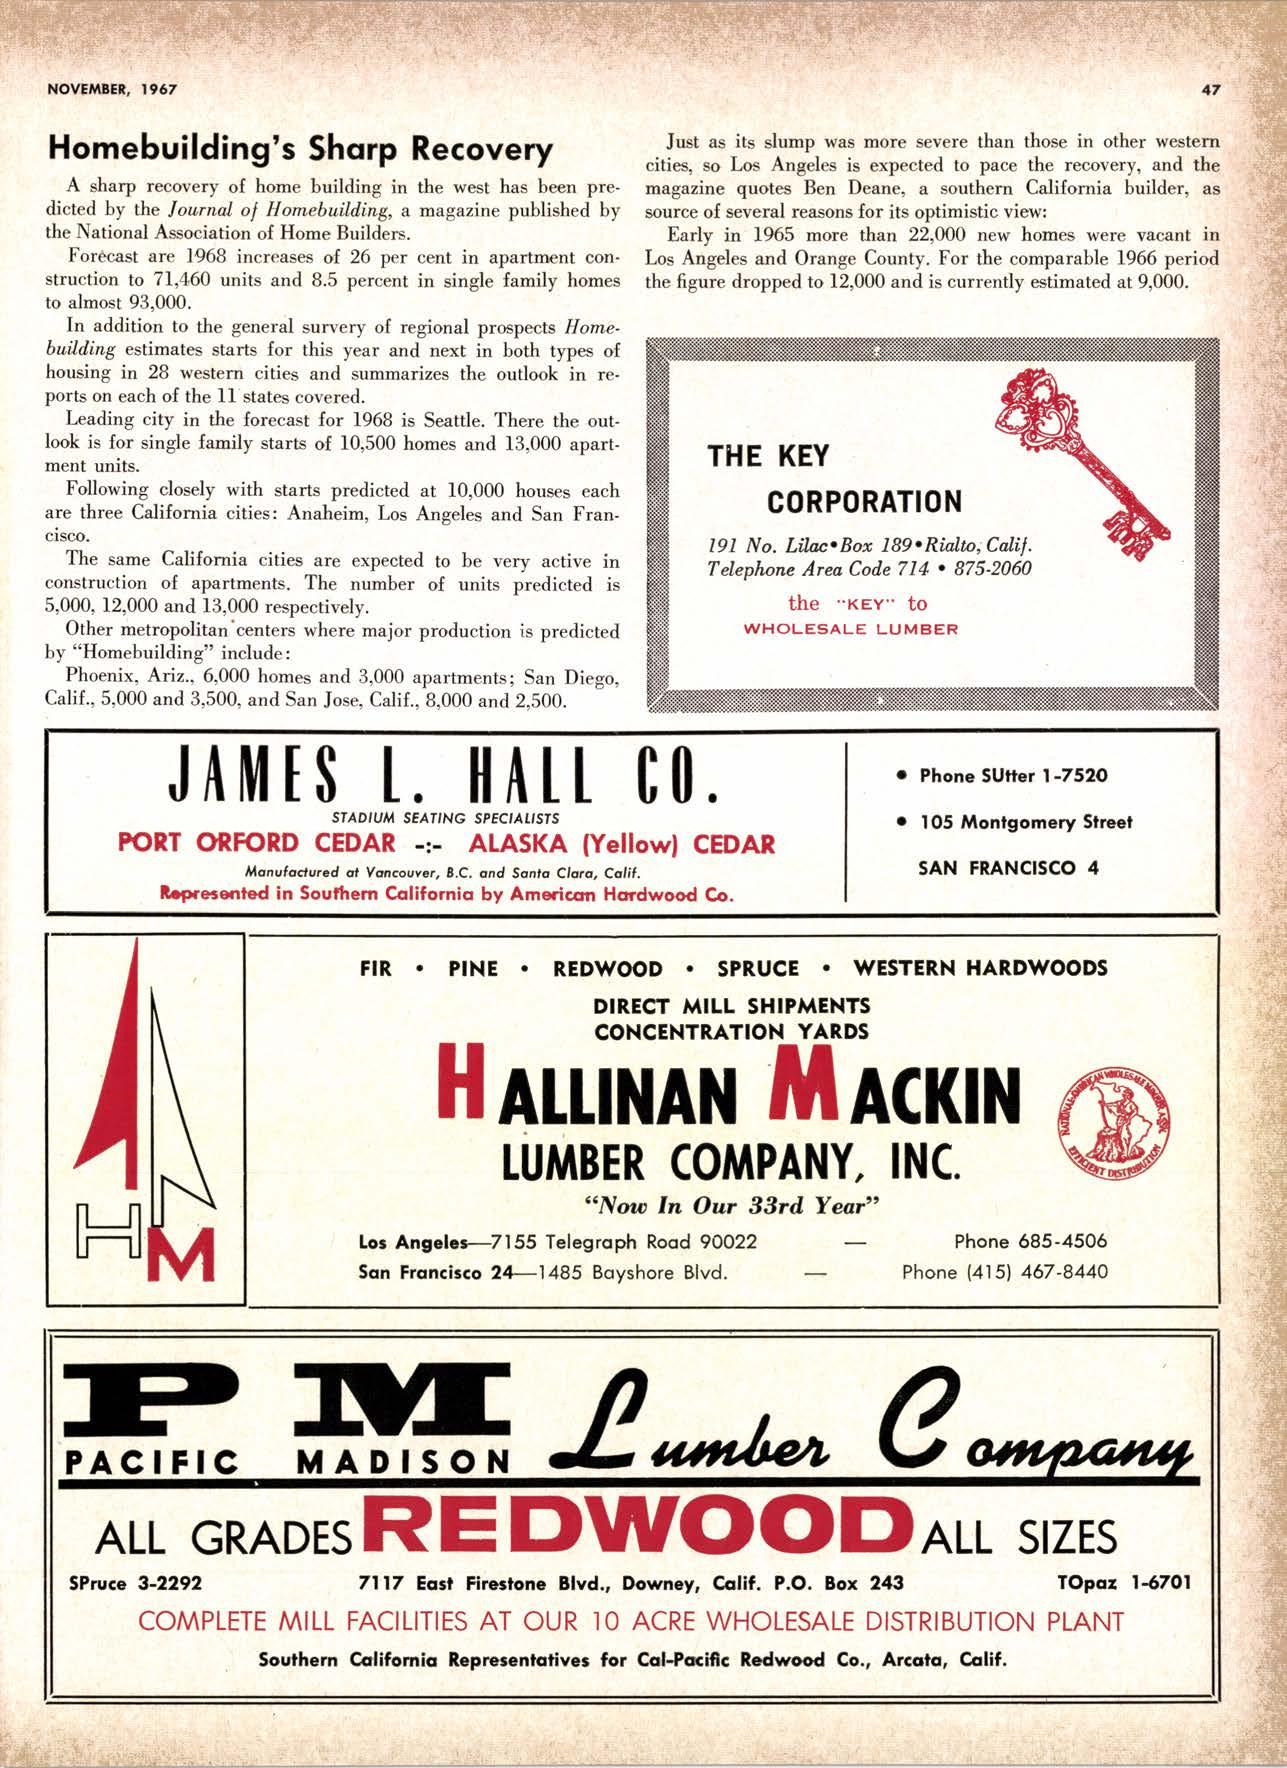 NOVEMBER, 1967
47
Homebuilding's Sharp Recovery
A sharp recovery of home building in the west has been pre-
dicted by the Journal of Homebuilding, a magazine published by
the National Association of Home Builders.
Forecast are 1968 increases of 26 per cent in apartment con-
struction to 71,460 units and 8.5 percent in single family homes
to almost 93,000.
In addition to the general survery of regional prospects Home-
building estimates starts for this year and next in both types of
housing in 28 western cities and summarizes the outlook in re-
ports on each of the 11 states covered.
Leading city in the forecast for 1968 is Seattle. There the out-
look is for single family starts of 10,500 homes and 13,000 apart-
ment units.
Following closely with starts predicted at 10,000 houses each
are three California cities: Anaheim, Los Angeles and San Fran-
cisco.
The same California cities are expected to be very active in
construction of apartments. The number of units predicted is
5,000, 12,000 and 13,000 respectively.
Other metropolitan centers where major production is predicted
by "Homebuilding" include:
Phoenix, Ariz., 6,000 homes and 3,000 apartments; San Diego,
Calif., 5,000 and 3,500, and San Jose, Calif., 8,000 and 2,500.
Just as its slump was more severe than those in other western
cities, so Los Angeles is expected to pace the recovery, and the
magazine quotes Ben Deane, a southern California builder, as
source of several reasons for its optimistic view:
Early in 1965 more than 22,000 new homes were vacant in
Los Angeles and Orange County. For the comparable 1966 period
the figure dropped to 12,000 and is currently estimated at 9,000.
THE KEY
CORPORATION
191 No. Lilac•Box 189•Rialto, Calif.
Telephone Area Code 714 • 875-2060
the "KEY" to
WHOLESALE LUMBER
JAMES L. HALL CO.
STADIUM SEATING SPECIALISTS
PORT ORFORD CEDAR -:- ALASKA (Yellow) CEDAR
Manufactured at Vancouver, B.C. and Santa Clara, Calif.
Represented in Southern California by American Hardwood Co.
• Phone SUtter 1-7520
• 105 Montgomery Street
SAN FRANCISCO 4
HM
FIR • PINE • REDWOOD • SPRUCE • WESTERN HARDWOODS
DIRECT MILL SHIPMENTS
CONCENTRATION YARDS
HALLINAN MACKIN
LUMBER COMPANY, INC.
NATIONAL-AMERICAN WHOLESALE LUMBER ASSN.
EFFICIENT DISTRIBUTION
"Now In Our 33rd Year"
Los Angeles—7155 Telegraph Road 90022 — Phone 685-4506
San Francisco 24—1485 Bayshore Blvd. — Phone (415) 467-8440
P M Lumber Company
PACIFIC MADISON
ALL GRADES REDWOOD ALL SIZES
SPruce 3-2292 7117 East Firestone Blvd., Downey, Calif. P.O. Box 243 TOpaz 1-6701
COMPLETE MILL FACILITIES AT OUR 10 ACRE WHOLESALE DISTRIBUTION PLANT
Southern California Representatives for Cal-Pacific Redwood Co., Arcata, Calif.